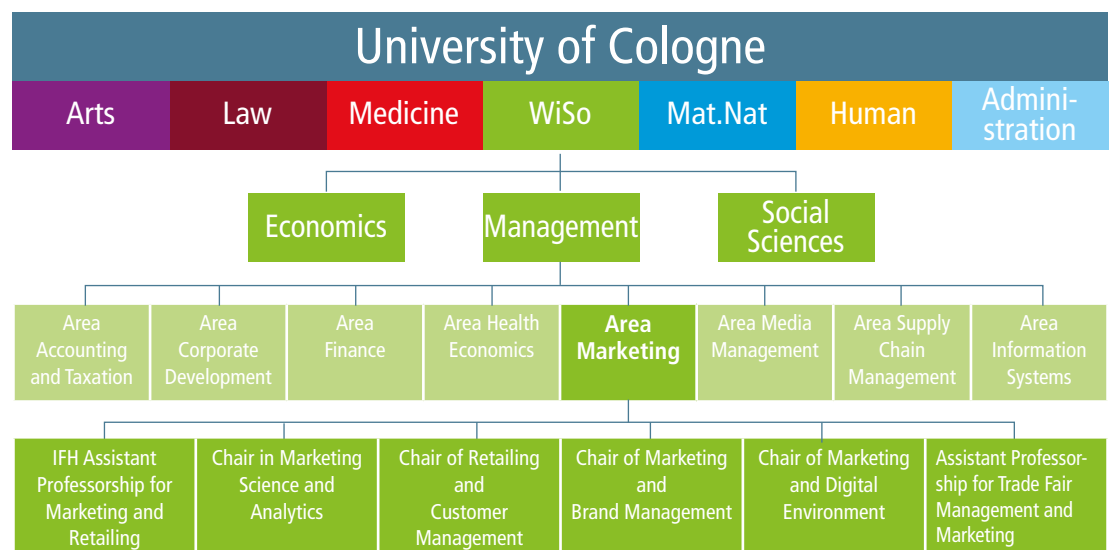 University of Cologne
Arts
Law
Medicine
WiSo
Mat.Nat
Human
Admini-
stration
Economics
Management
Social
Sciences
Area
Accounting
and Taxation
Area
Corporate
Development
Area
Finance
Area Health
Economics
Area
Marketing
Area Media
Management
Area Supply
Chain
Management
Area
Information
Systems
IFH Assistant
Professorship for
Marketing and
Retailing
Chair in Marketing
Science and
Analytics
Chair of Retailing
and
Customer
Management
Chair of Marketing
and
Brand Management
Chair of Marketing
and Digital
Environment
Assistant Professor-
ship for Trade Fair
Management and
Marketing